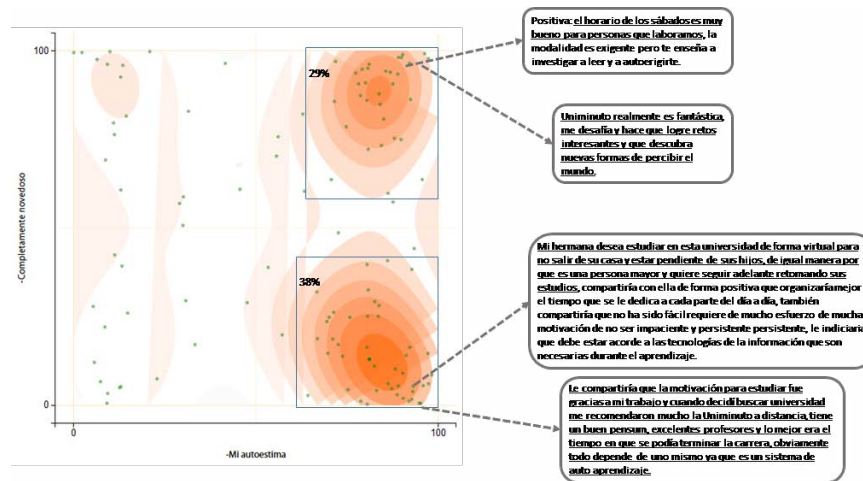 Positiva: el horario de los sábados es muy
bueno para personas que laboramos, la
modalidad es exigente pero te enseña a
investigar a leer y a autoerigirte.
Uniminuto realmente es fantástica,
me desafía y hace que logre retos
interesantes y que descubra
nuevas formas de percibir el
mundo.
100
29%
-Completamente novedoso
38%
0
0
100
-Mi autoestima
Mi hermana desea estudiar en esta universidad de forma virtual para
no salir de su casa y estar pendiente de sus hijos, de igual manera por
que es una persona mayor y quiere seguir adelante retomando sus
estudios, compartiría con ella de forma positiva que organizaría mejor
el tiempo que se le dedica a cada parte del día a día, también
compartiría que no ha sido fácil requiere de mucho esfuerzo de mucha
motivación de no ser impaciente y persistente persistente, le indiciaria
que debe estar acorde a las tecnologías de la información que son
necesarias durante el aprendizaje.
Le compartiría que la motivación para estudiar fue
gracias a mi trabajo y cuando decidí buscar universidad
me recomendaron mucho la Uniminuto a distancia, tiene
un buen pensum, excelentes profesores y lo mejor era el
tiempo en que se podía terminar la carrera, obviamente
todo depende de uno mismo ya que es un sistema de
auto aprendizaje.